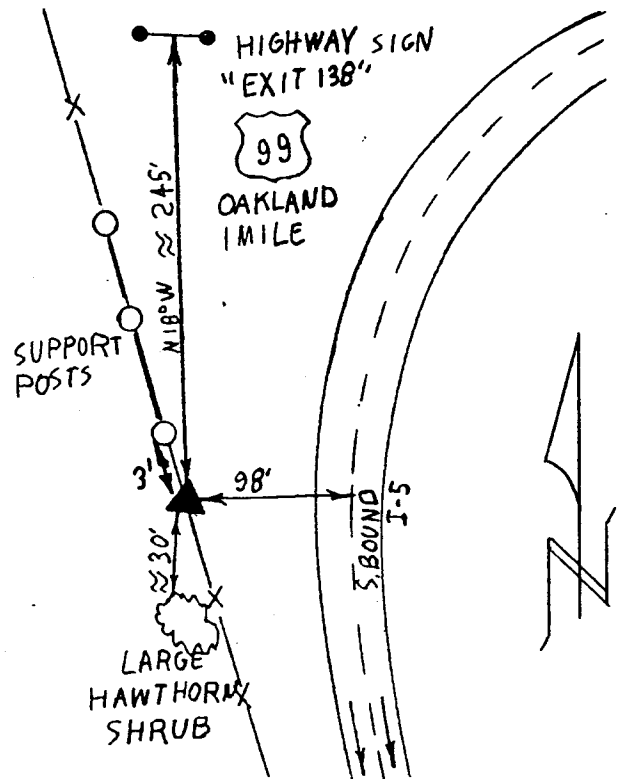 HIGHWAY SIGN
"EXIT 138"
99
OAKLAND
1 MILE
N18°W ≈ 245'
SUPPORT
POSTS
3'
98'
S. BOUND
I-5
≈30'
LARGE
HAWTHORN
SHRUB
N